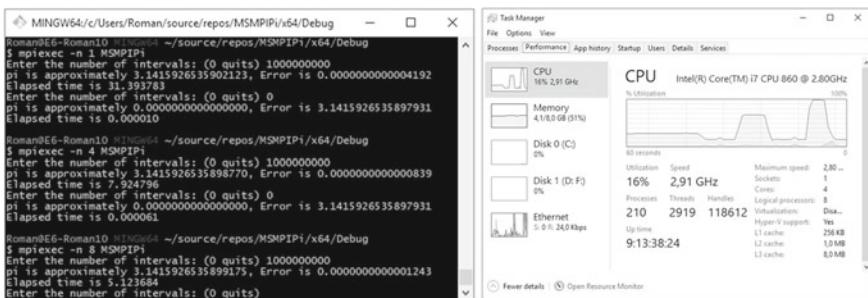 MINGW64:/c/Users/Roman/source/repos/MSMPIPi/x64/Debug
Roman@E6-Roman10 MINGW64 ~/source/repos/MSMPIPi/x64/Debug
$ mpiexec -n 1 MSMPIPi
Enter the number of intervals: (0 quits) 1000000000
pi is approximately 3.1415926535902123, Error is 0.0000000000004192
Elapsed time is 31.393783
Enter the number of intervals: (0 quits) 0
pi is approximately 0.0000000000000000, Error is 3.1415926535897931
Elapsed time is 0.000010
Roman@E6-Roman10 MINGW64 ~/source/repos/MSMPIPi/x64/Debug
$ mpiexec -n 4 MSMPIPi
Enter the number of intervals: (0 quits) 1000000000
pi is approximately 3.1415926535898770, Error is 0.0000000000000839
Elapsed time is 7.924796
Enter the number of intervals: (0 quits) 0
pi is approximately 0.0000000000000000, Error is 3.1415926535897931
Elapsed time is 0.000061
Roman@E6-Roman10 MINGW64 ~/source/repos/MSMPIPi/x64/Debug
$ mpiexec -n 8 MSMPIPi
Enter the number of intervals: (0 quits) 1000000000
pi is approximately 3.1415926535899175, Error is 0.0000000000001243
Elapsed time is 5.123684
Enter the number of intervals: (0 quits)
Task Manager
File Options View
Processes Performance App history Startup Users Details Services
CPU
16% 2,91 GHz
Memory
4,1/8,0 GB (51%)
Disk 0 (C:)
0%
Disk 1 (D: F:)
0%
Ethernet
S: 0 R: 24,0 Kbps
CPU Intel(R) Core(TM) i7 CPU 860 @ 2.80GHz
% Utilization 100%
60 seconds 0
Utilization Speed
16% 2,91 GHz
Processes Threads Handles
210 2919 118612
Up time
9:13:38:24
Maximum speed: 2,80 ...
Sockets: 1
Cores: 4
Logical processors: 8
Virtualization: Disa...
Hyper-V support: Yes
L1 cache: 256 KB
L2 cache: 1,0 MB
L3 cache: 8,0 MB
Fewer details Open Resource Monitor